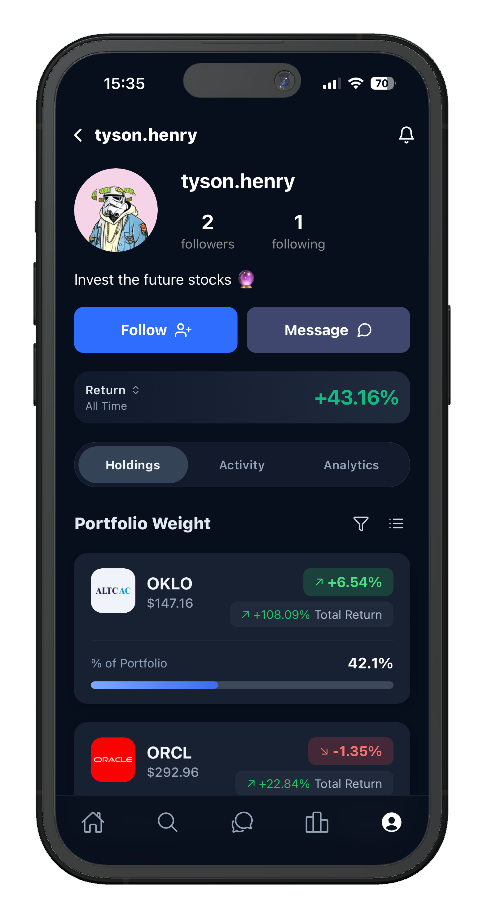 15:35
70
tyson.henry
tyson.henry
2
1
followers
following
Invest the future stocks
Follow
Message
Return
All Time
+43.16%
Holdings
Activity
Analytics
Portfolio Weight
ALTC AC
OKLO
$147.16
+6.54%
+108.09% Total Return
% of Portfolio
42.1%
ORACLE
ORCL
$292.96
-1.35%
+22.84% Total Return